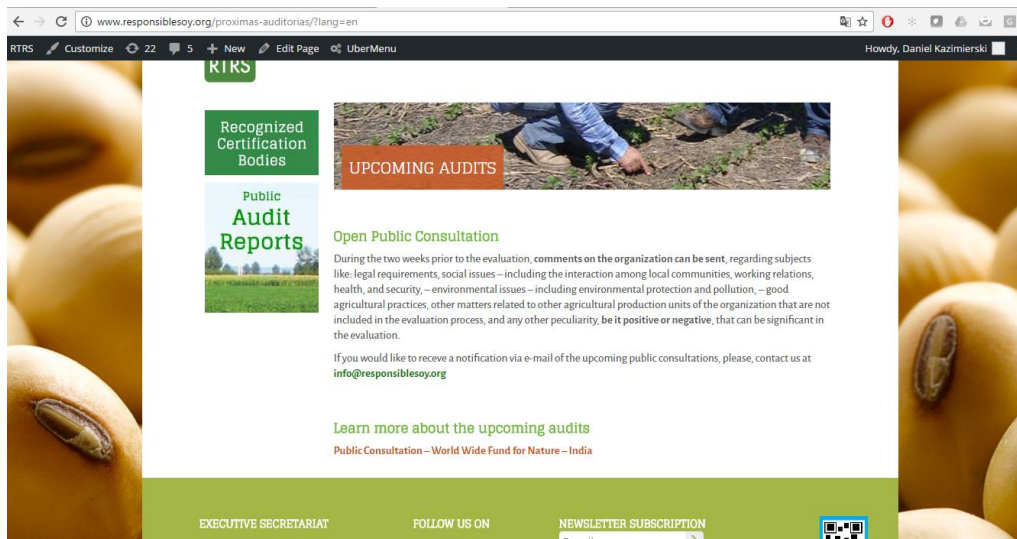 www.responsiblesoy.org/proximas-auditorias/?lang=en
RTRS Customize 22 5 + New Edit Page UberMenu Howdy, Daniel Kazimierski
RTRS
Recognized
Certification
Bodies
Public
Audit
Reports
UPCOMING AUDITS
Open Public Consultation
During the two weeks prior to the evaluation, comments on the organization can be sent, regarding subjects
like: legal requirements, social issues – including the interaction among local communities, working relations,
health, and security, – environmental issues – including environmental protection and pollution, – good
agricultural practices, other matters related to other agricultural production units of the organization that are not
included in the evaluation process, and any other peculiarity, be it positive or negative, that can be significant in
the evaluation.
If you would like to receve a notification via e-mail of the upcoming public consultations, please, contact us at
info@responsiblesoy.org
Learn more about the upcoming audits
Public Consultation – World Wide Fund for Nature – India
EXECUTIVE SECRETARIAT FOLLOW US ON NEWSLETTER SUBSCRIPTION